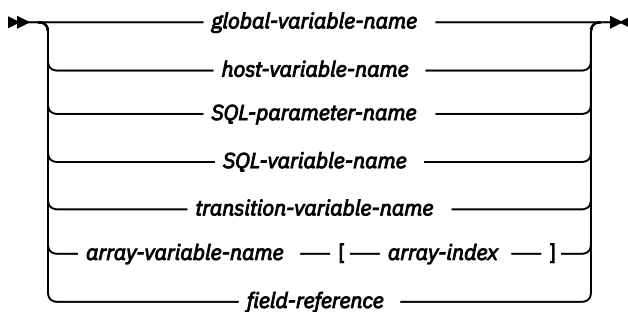 global-variable-name
host-variable-name
SQL-parameter-name
SQL-variable-name
transition-variable-name
array-variable-name [ array-index ]
field-reference